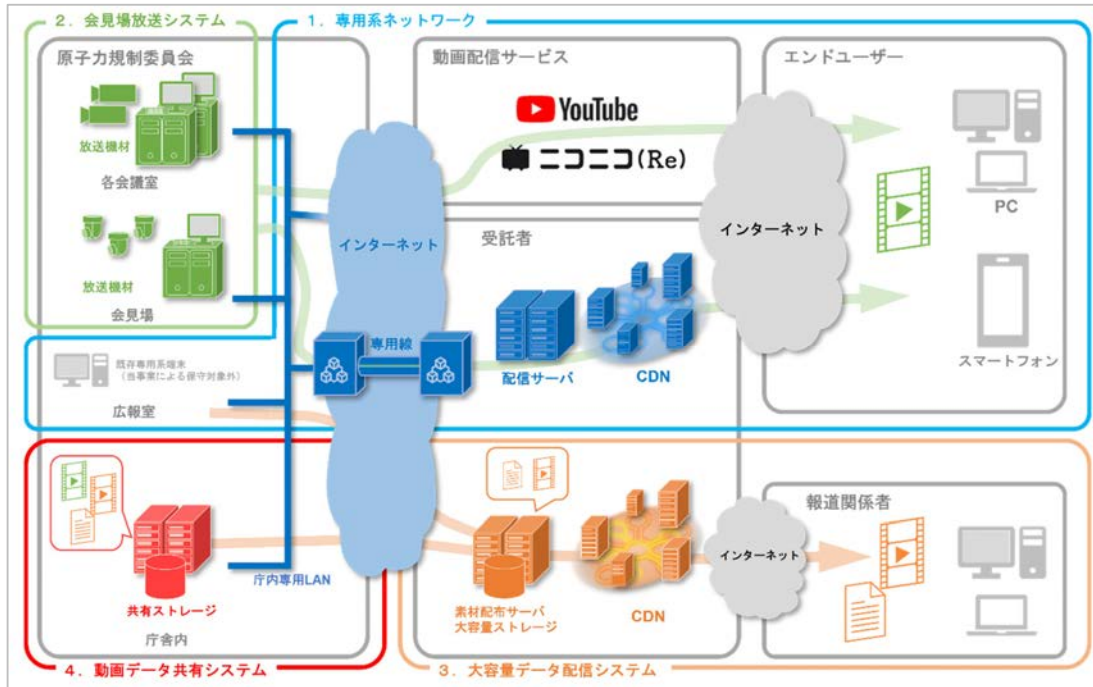 2．会見場放送システム
1．専用系ネットワーク
原子力規制委員会
動画配信サービス
エンドユーザー
YouTube
ニコニコ(Re)
放送機材
各会議室
PC
インターネット
受託者
インターネット
放送機材
会見場
専用線
配信サーバ
CDN
スマートフォン
既存専用系端末
（当事業による保守対象外）
広報室
報道関係者
インターネット
庁内専用LAN
共有ストレージ
素材配布サーバ
大容量ストレージ
CDN
庁舎内
4．動画データ共有システム
3．大容量データ配信システム